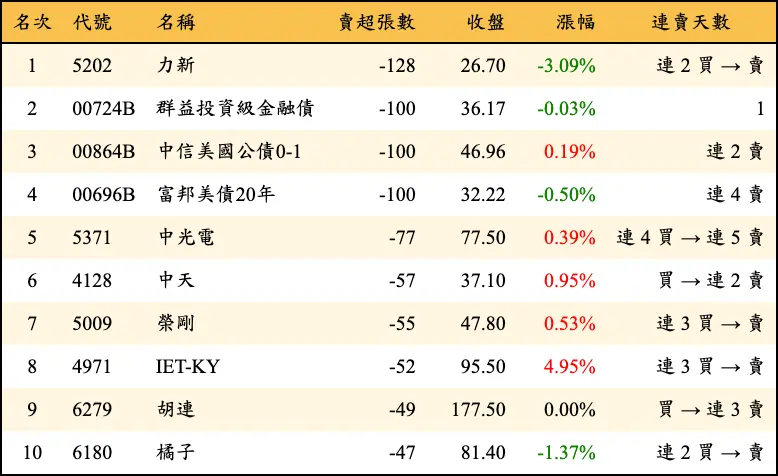 名次 代號 名稱 賣超張數 收盤 漲幅 連賣天數
1 5202 力新 -128 26.70 -3.09% 連 2 買 → 賣
2 00724B 群益投資級金融債 -100 36.17 -0.03% 1
3 00864B 中信美國公債0-1 -100 46.96 0.19% 連 2 賣
4 00696B 富邦美債20年 -100 32.22 -0.50% 連 4 賣
5 5371 中光電 -77 77.50 0.39% 連 4 買 → 連 5 賣
6 4128 中天 -57 37.10 0.95% 買 → 連 2 賣
7 5009 榮剛 -55 47.80 0.53% 連 3 買 → 賣
8 4971 IET-KY -52 95.50 4.95% 連 3 買 → 賣
9 6279 胡連 -49 177.50 0.00% 買 → 連 3 賣
10 6180 橘子 -47 81.40 -1.37% 連 2 買 → 賣